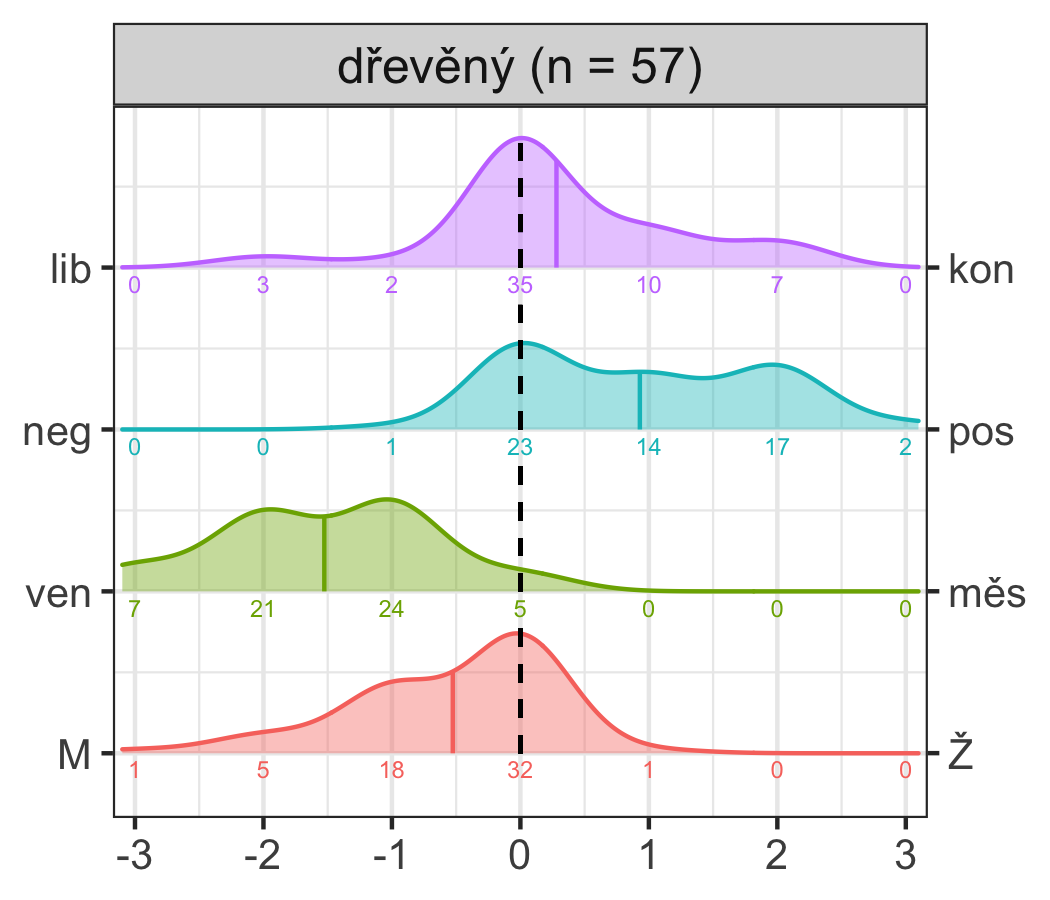 dřevěný (n = 57)
lib kon
0 3 2 35 10 7 0
neg pos
0 0 1 23 14 17 2
ven měs
7 21 24 5 0 0 0
M Ž
1 5 18 32 1 0 0
-3 -2 -1 0 1 2 3